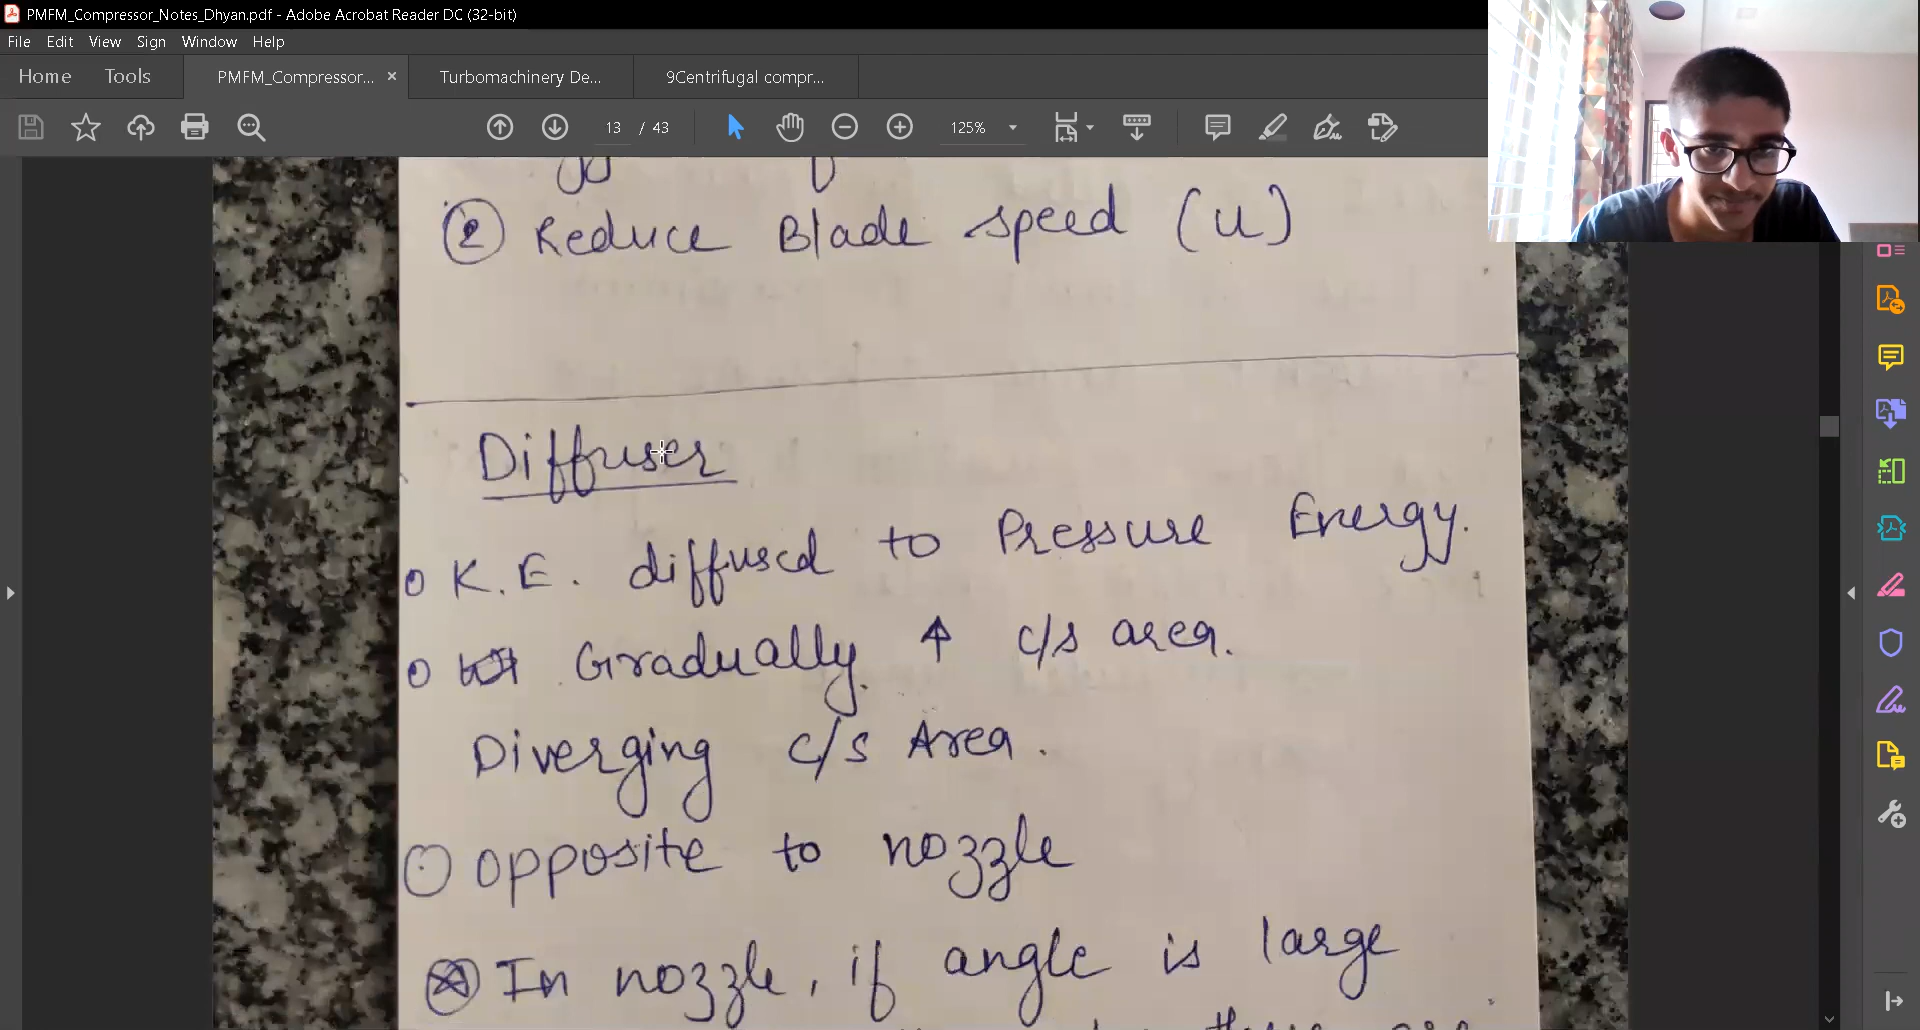 PMFM_Compressor_Notes_Dhyan.pdf - Adobe Acrobat Reader DC (32-bit)
File Edit View Sign Window Help
Home Tools PMFM_Compressor... × Turbomachinery De... 9Centrifugal compr...
13 / 43 125%
② Reduce Blade speed (U)
Diffuser
K.E. diffused to Pressure Energy.
Gradually ↑ c/s area.
Diverging c/s Area.
opposite to nozzle
In nozzle, if angle is large